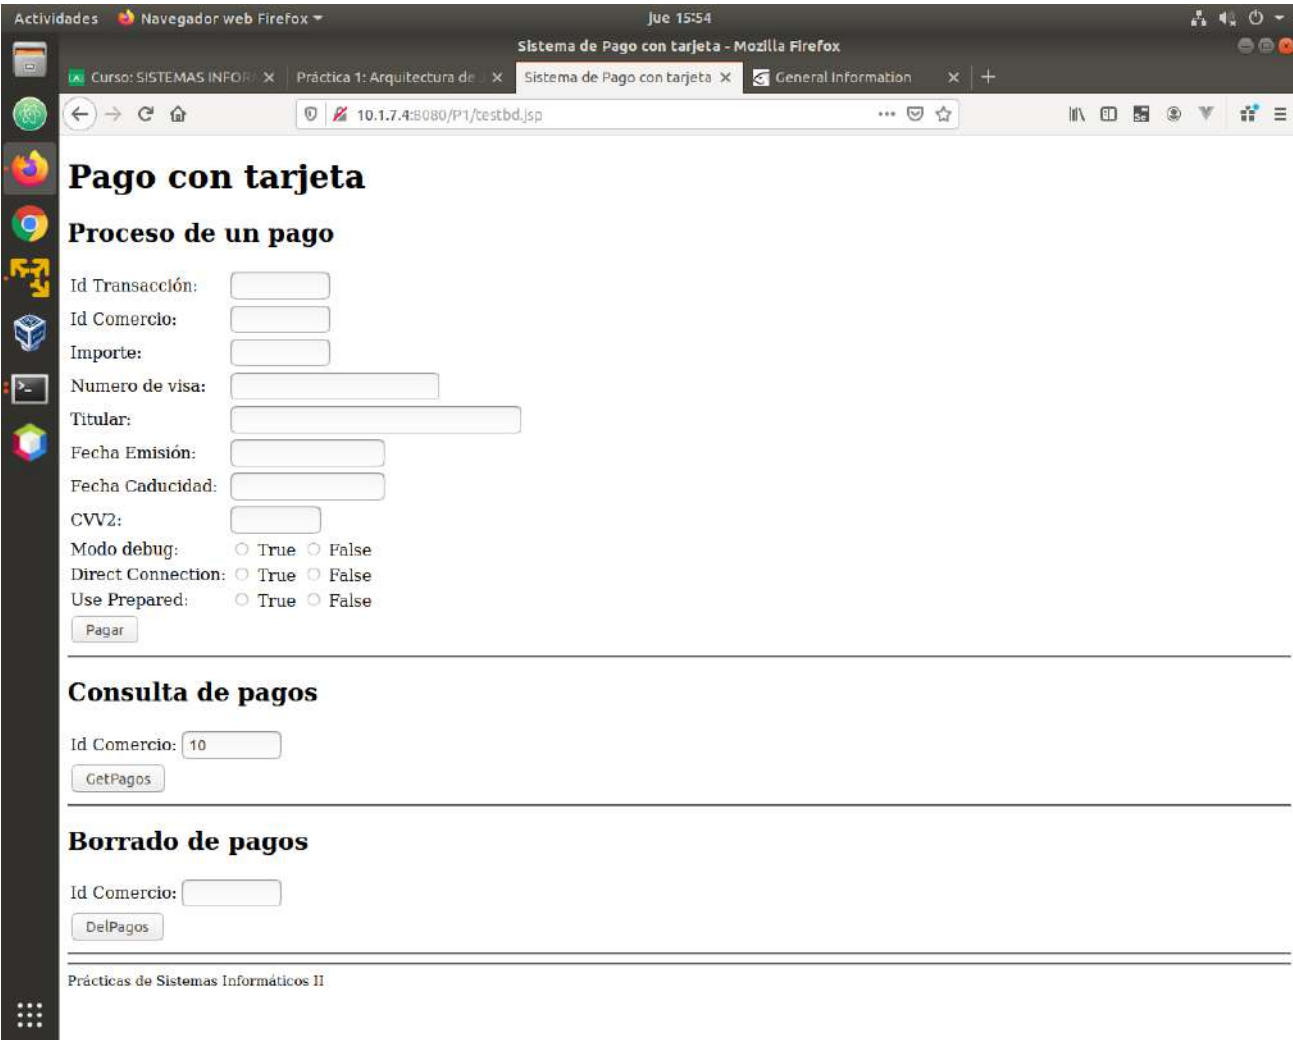 Actividades Navegador web Firefox jue 15:54
Sistema de Pago con tarjeta - Mozilla Firefox
Curso: SISTEMAS INFOR Práctica 1: Arquitectura de J Sistema de Pago con tarjeta General Information
10.1.7.4:8080/P1/testbd.jsp
Pago con tarjeta
Proceso de un pago
Id Transacción:
Id Comercio:
Importe:
Numero de visa:
Titular:
Fecha Emisión:
Fecha Caducidad:
CVV2:
Modo debug: True False
Direct Connection: True False
Use Prepared: True False
Pagar
Consulta de pagos
Id Comercio: 10
GetPagos
Borrado de pagos
Id Comercio:
DelPagos
Prácticas de Sistemas Informáticos II